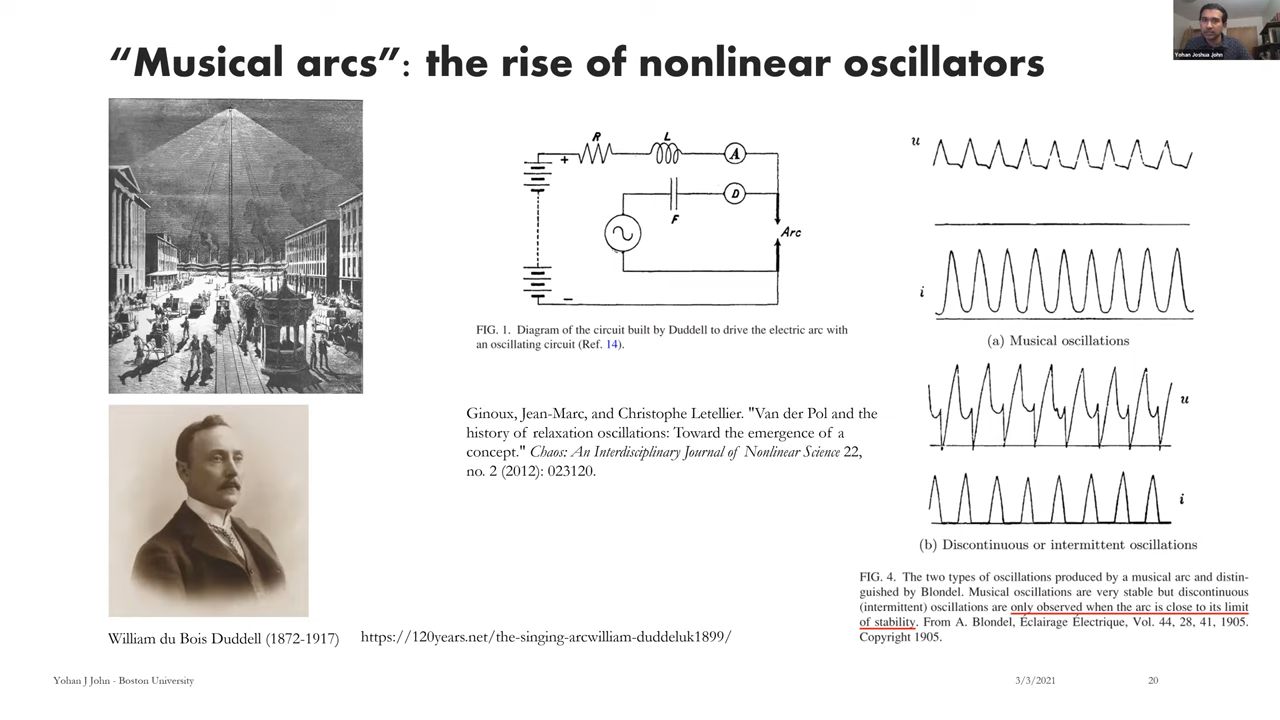 “Musical arcs”: the rise of nonlinear oscillators
Yohan Joshua John
R
L
A
+
D
F
Arc
−
FIG. 1. Diagram of the circuit built by Duddell to drive the electric arc with
an oscillating circuit (Ref. 14).
Ginoux, Jean-Marc, and Christophe Letellier. "Van der Pol and the
history of relaxation oscillations: Toward the emergence of a
concept." Chaos: An Interdisciplinary Journal of Nonlinear Science 22,
no. 2 (2012): 023120.
u
i
(a) Musical oscillations
u
i
(b) Discontinuous or intermittent oscillations
FIG. 4. The two types of oscillations produced by a musical arc and distin-
guished by Blondel. Musical oscillations are very stable but discontinuous
(intermittent) oscillations are only observed when the arc is close to its limit
of stability. From A. Blondel, Éclairage Électrique, Vol. 44, 28, 41, 1905.
Copyright 1905.
William du Bois Duddell (1872-1917)
https://120years.net/the-singing-arcwilliam-duddeluk1899/
Yohan J John - Boston University
3/3/2021
20